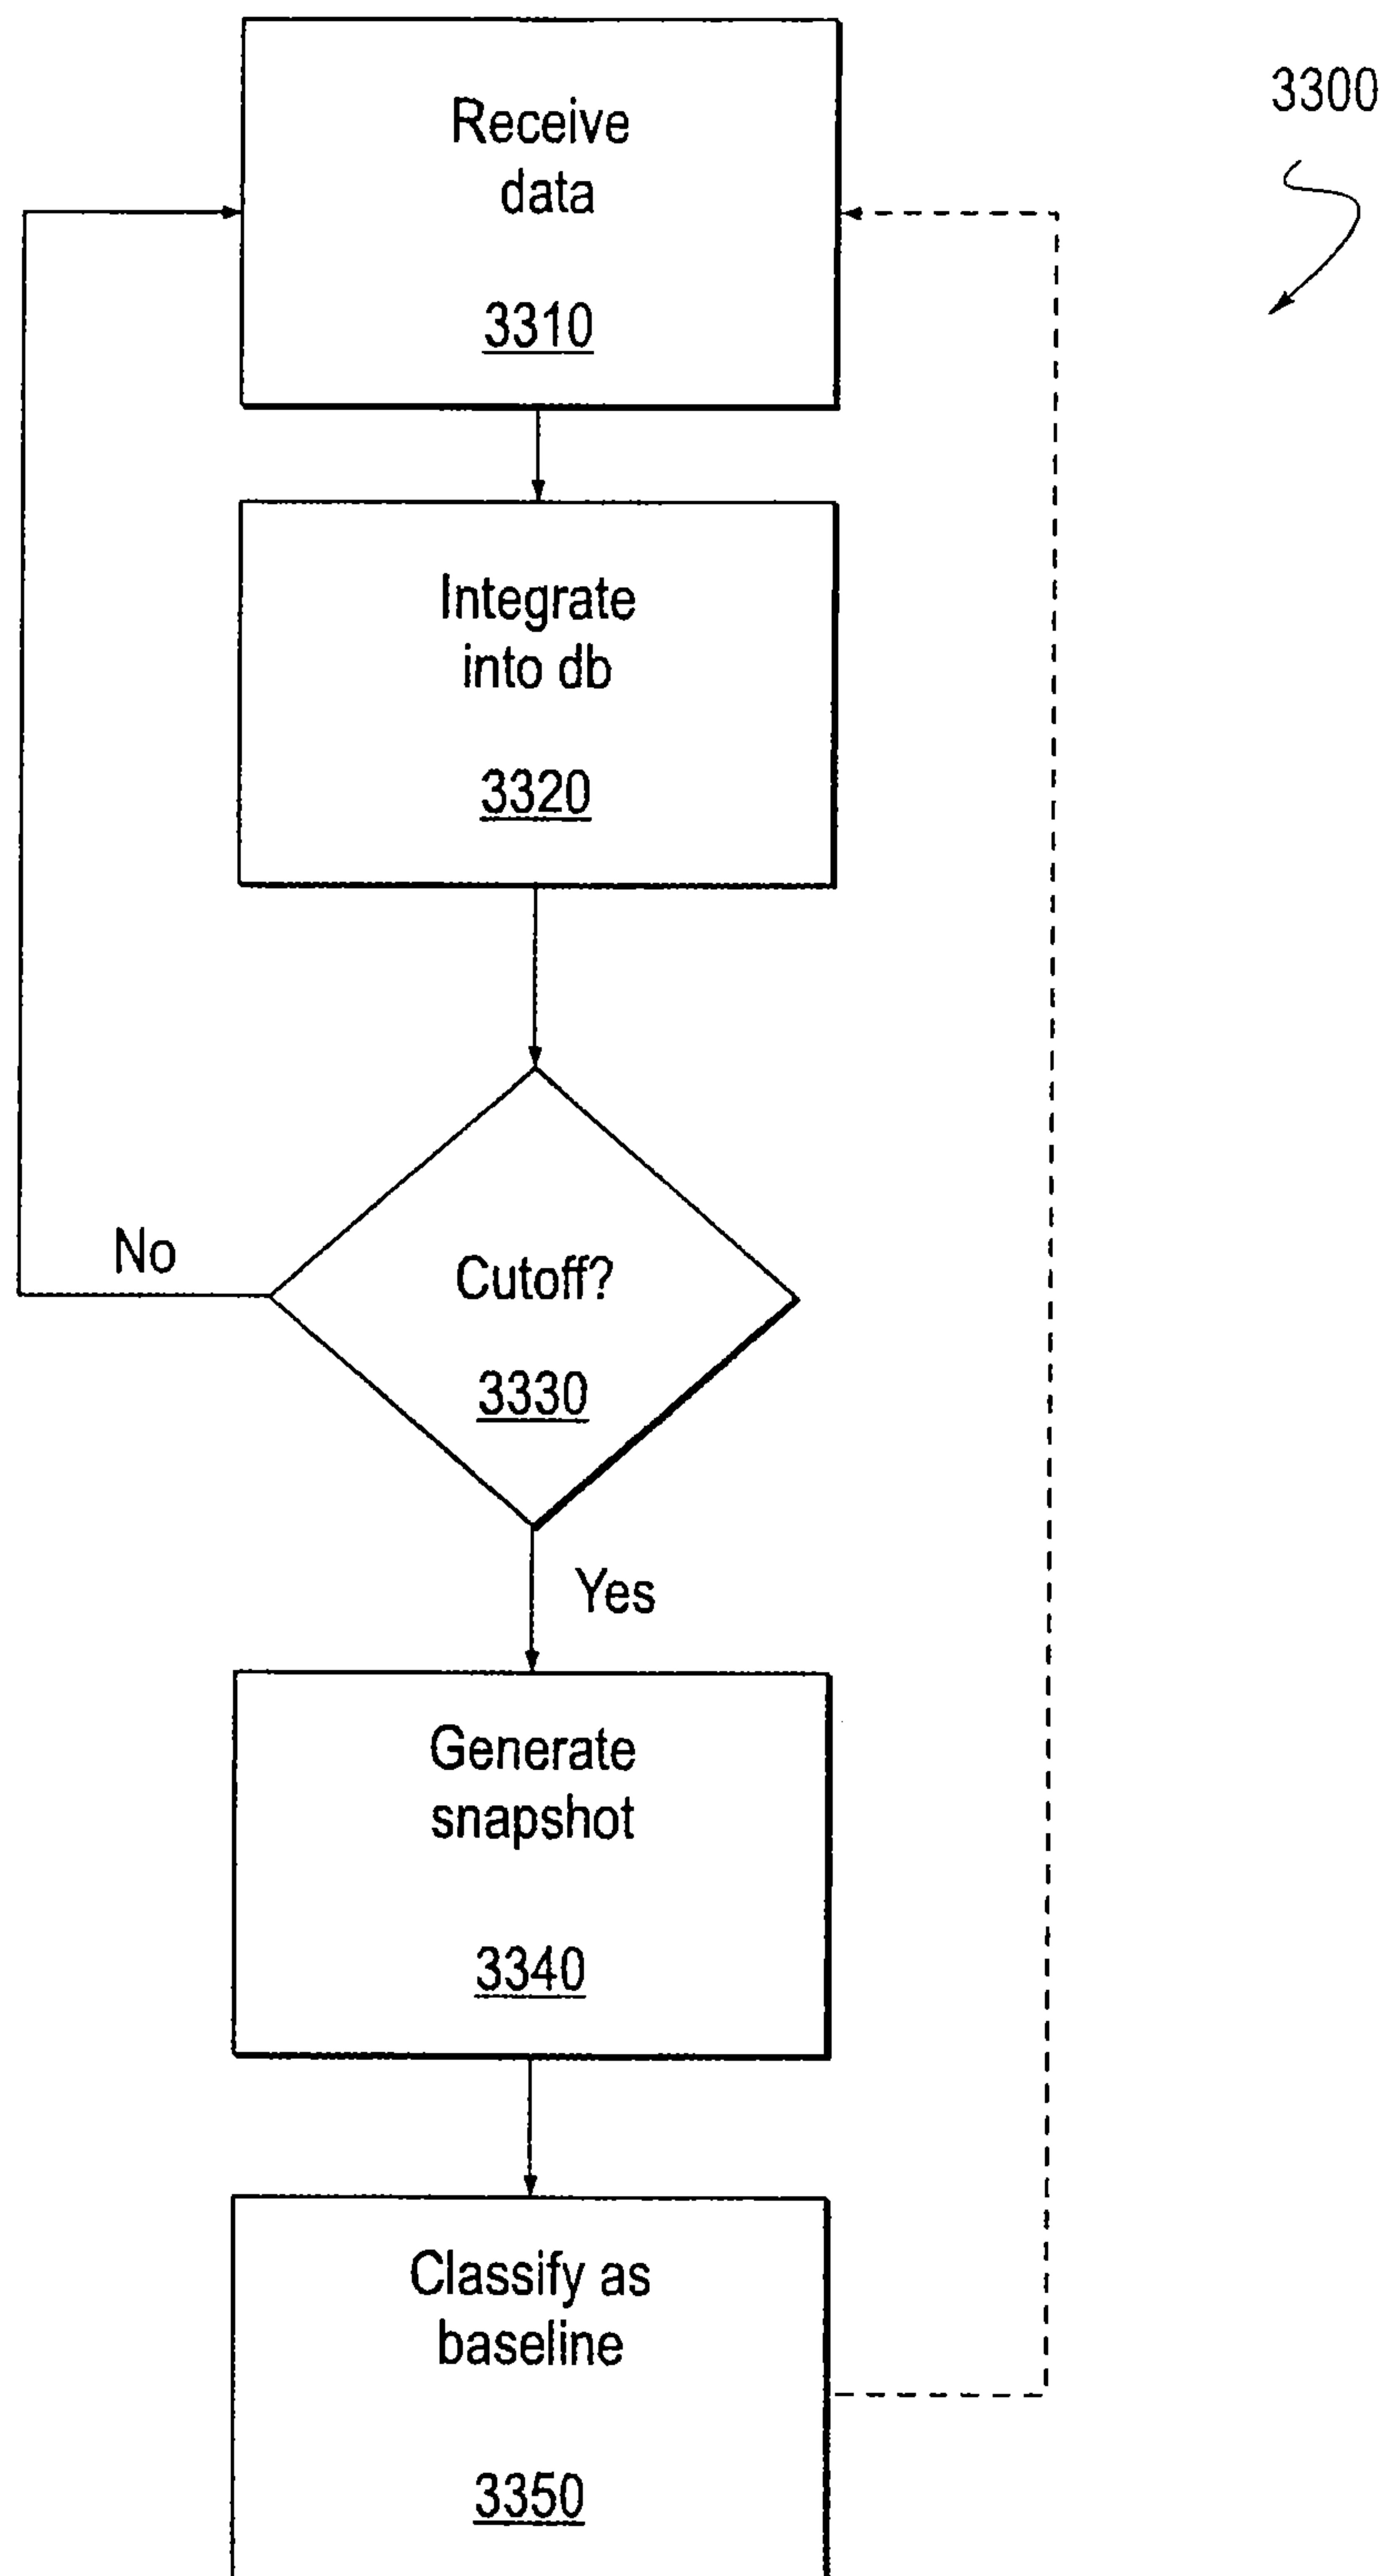 3300
Receive
data
3310
Integrate
into db
3320
Cutoff?
3330
No
Yes
Generate
snapshot
3340
Classify as
baseline
3350